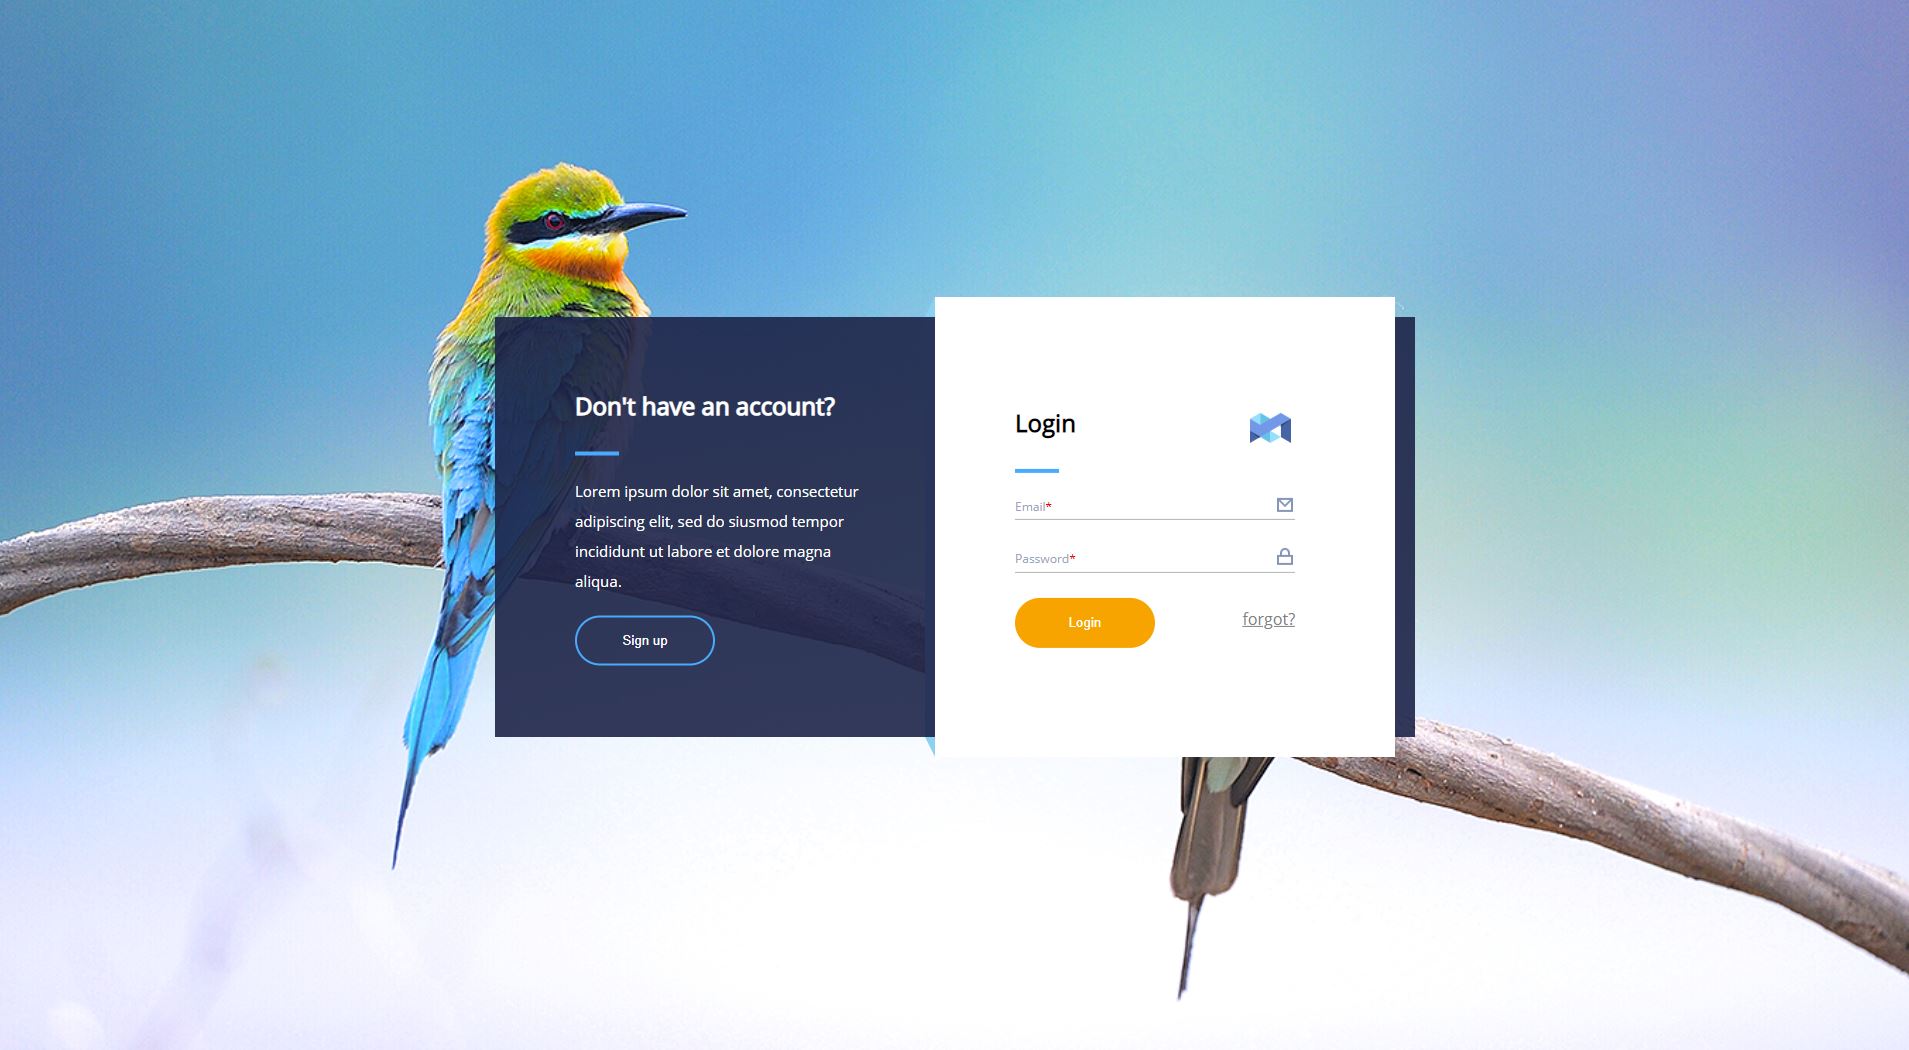 Don't have an account?
Lorem ipsum dolor sit amet, consectetur
adipiscing elit, sed do siusmod tempor
incididunt ut labore et dolore magna
aliqua.
Sign up
Login
Email*
Password*
Login
forgot?